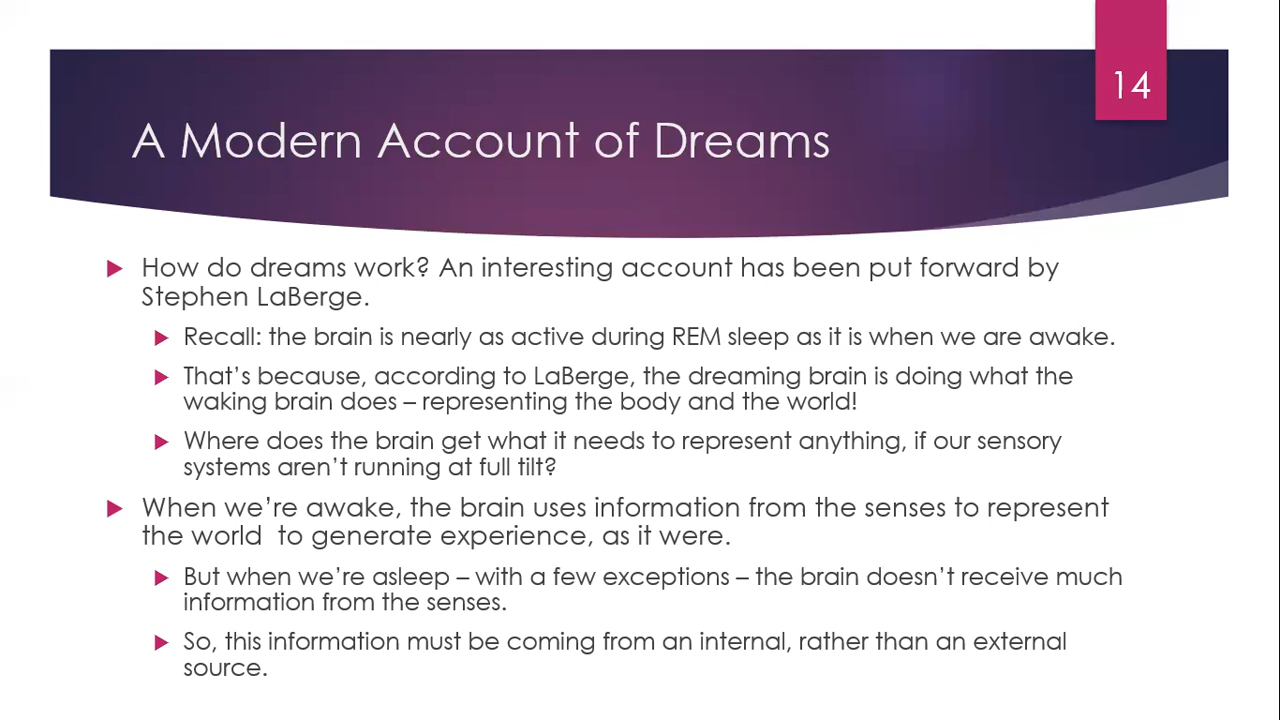 14
A Modern Account of Dreams
How do dreams work? An interesting account has been put forward by
Stephen LaBerge.
Recall: the brain is nearly as active during REM sleep as it is when we are awake.
That's because, according to LaBerge, the dreaming brain is doing what the
waking brain does – representing the body and the world!
Where does the brain get what it needs to represent anything, if our sensory
systems aren't running at full tilt?
When we're awake, the brain uses information from the senses to represent
the world  to generate experience, as it were.
But when we're asleep – with a few exceptions – the brain doesn't receive much
information from the senses.
So, this information must be coming from an internal, rather than an external
source.